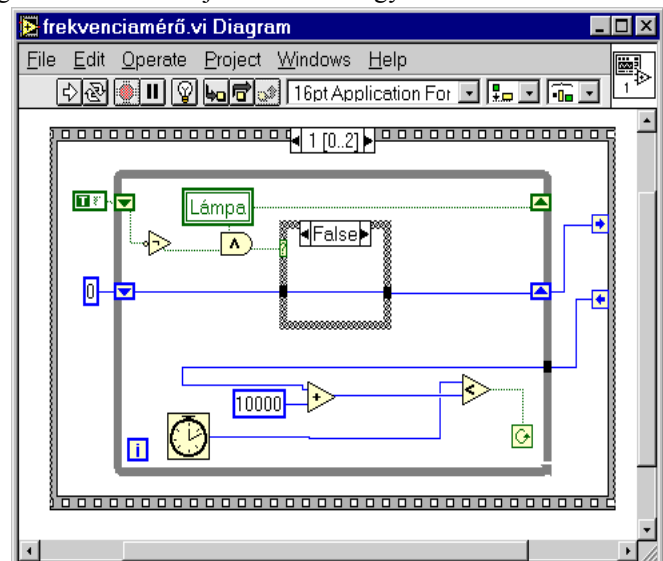 frekvenciamérő.vi Diagram
File Edit Operate Project Windows Help
16pt Application For
1
1 [0..2]
T F
Lámpa
False
?
0
10000
i